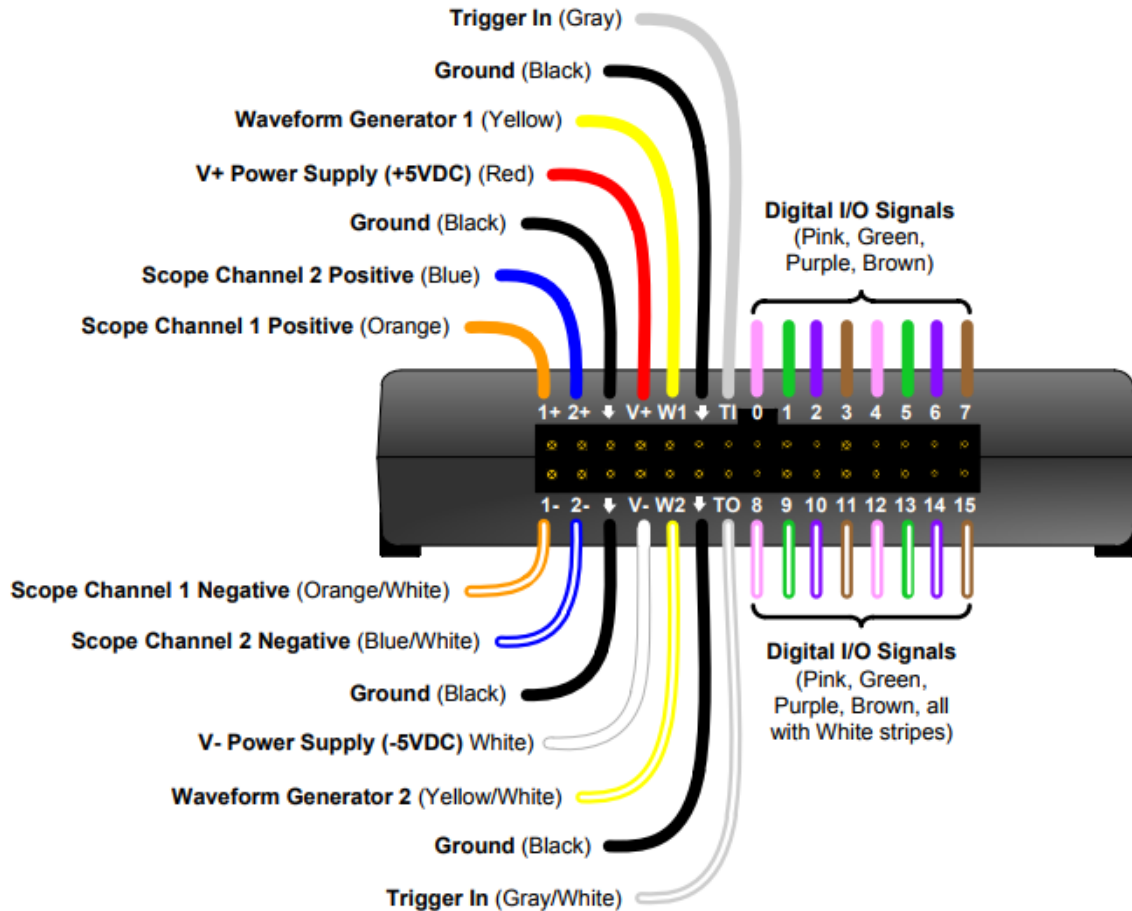 Trigger In (Gray)
Ground (Black)
Waveform Generator 1 (Yellow)
V+ Power Supply (+5VDC) (Red)
Ground (Black)
Scope Channel 2 Positive (Blue)
Scope Channel 1 Positive (Orange)
Digital I/O Signals
(Pink, Green,
Purple, Brown)
1+ 2+ V+ W1 TI 0 1 2 3 4 5 6 7
1- 2- V- W2 TO 8 9 10 11 12 13 14 15
Scope Channel 1 Negative (Orange/White)
Scope Channel 2 Negative (Blue/White)
Ground (Black)
V- Power Supply (-5VDC) White)
Waveform Generator 2 (Yellow/White)
Ground (Black)
Trigger In (Gray/White)
Digital I/O Signals
(Pink, Green,
Purple, Brown, all
with White stripes)